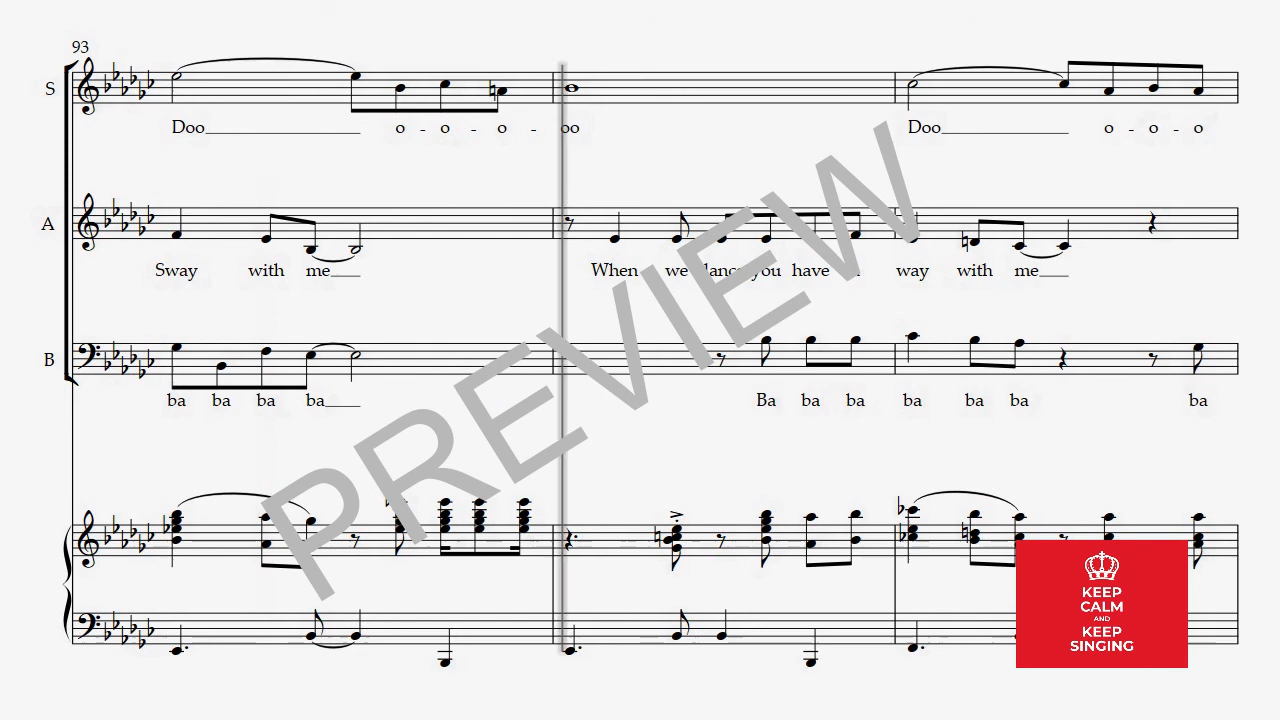 93
S
Doo o - o - o - oo Doo o - o - o
A
Sway with me When we you have way with me
B
ba ba ba ba Ba ba ba ba ba ba ba
PREVIEW
KEEP
CALM
AND
KEEP
SINGING